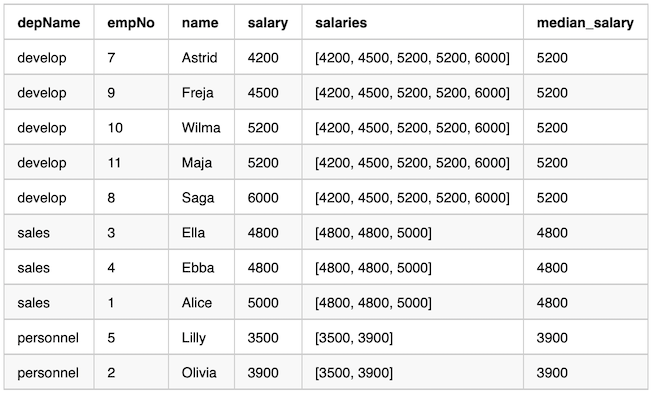 depName empNo name salary salaries median_salary
develop 7 Astrid 4200 [4200, 4500, 5200, 5200, 6000] 5200
develop 9 Freja 4500 [4200, 4500, 5200, 5200, 6000] 5200
develop 10 Wilma 5200 [4200, 4500, 5200, 5200, 6000] 5200
develop 11 Maja 5200 [4200, 4500, 5200, 5200, 6000] 5200
develop 8 Saga 6000 [4200, 4500, 5200, 5200, 6000] 5200
sales 3 Ella 4800 [4800, 4800, 5000] 4800
sales 4 Ebba 4800 [4800, 4800, 5000] 4800
sales 1 Alice 5000 [4800, 4800, 5000] 4800
personnel 5 Lilly 3500 [3500, 3900] 3900
personnel 2 Olivia 3900 [3500, 3900] 3900